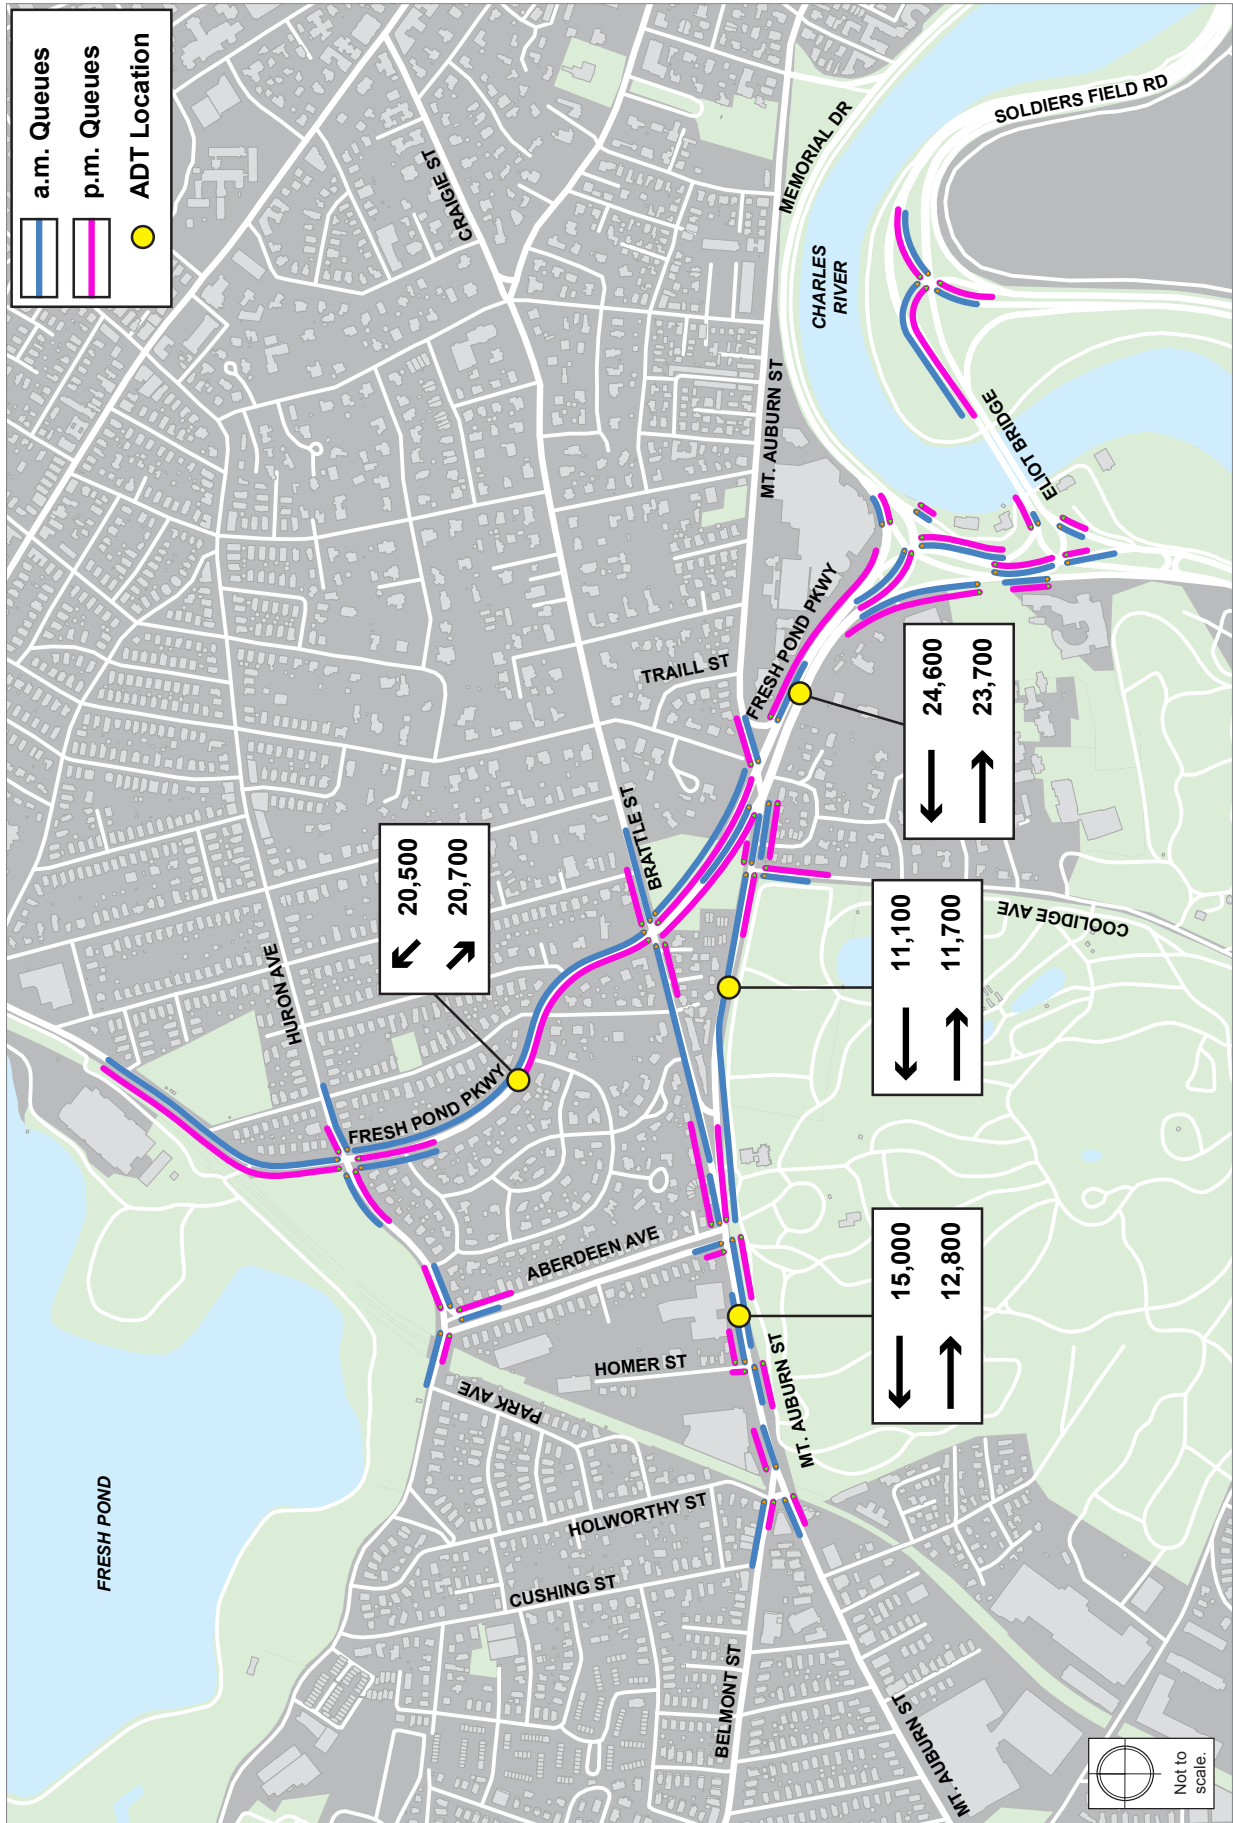 a.m. Queues
p.m. Queues
ADT Location
FRESH POND
CRAIGIE ST
MEMORIAL DR
SOLDIERS FIELD RD
CHARLES
RIVER
MT. AUBURN ST
ELIOT BRIDGE
FRESH POND PKWY
TRAILL ST
BRATTLE ST
HURON AVE
FRESH POND PKWY
20,500
20,700
24,600
23,700
11,100
11,700
15,000
12,800
COOLIDGE AVE
ABERDEEN AVE
HOMER ST
MT. AUBURN ST
PARK AVE
HOLWORTHY ST
CUSHING ST
BELMONT ST
MT. AUBURN ST
Not to
scale.